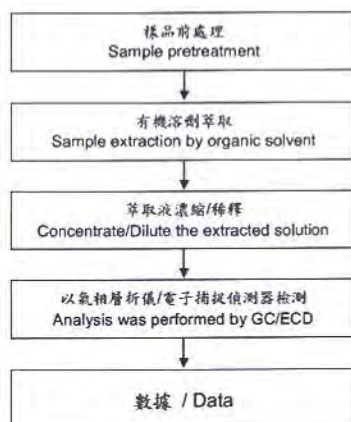 樣品前處理
Sample pretreatment
有機溶劑萃取
Sample extraction by organic solvent
萃取液濃縮/稀釋
Concentrate/Dilute the extracted solution
以氣相層析儀/電子捕捉偵測器檢測
Analysis was performed by GC/ECD
數據 / Data